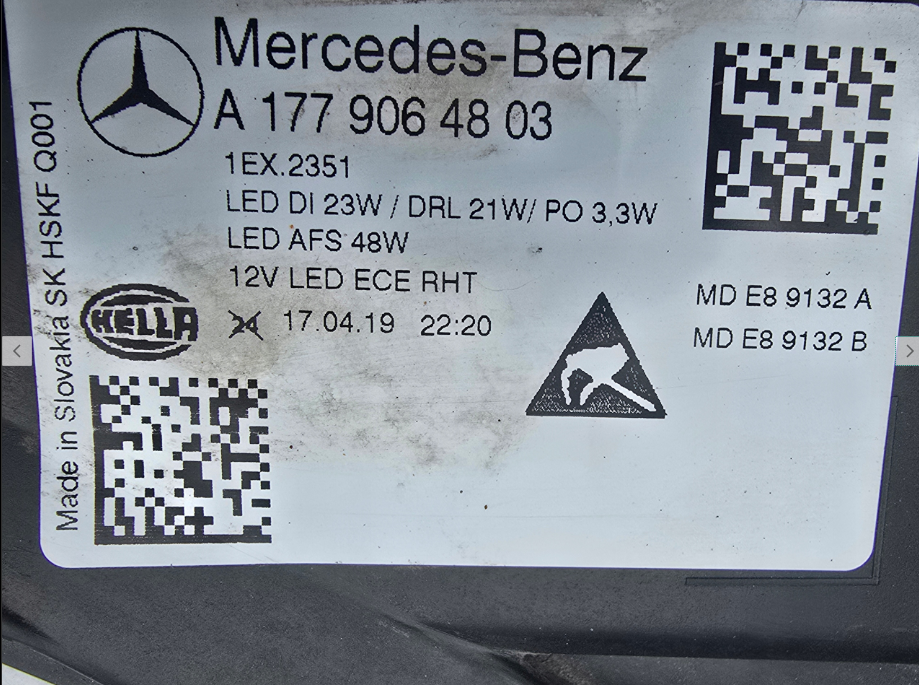 Mercedes-Benz
A 177 906 48 03
1EX.2351
LED DI 23W / DRL 21W/ PO 3,3W
LED AFS 48W
12V LED ECE RHT
HELLA
24 17.04.19 22:20
MD E8 9132 A
MD E8 9132 B
Made in Slovakia SK HSKF Q001